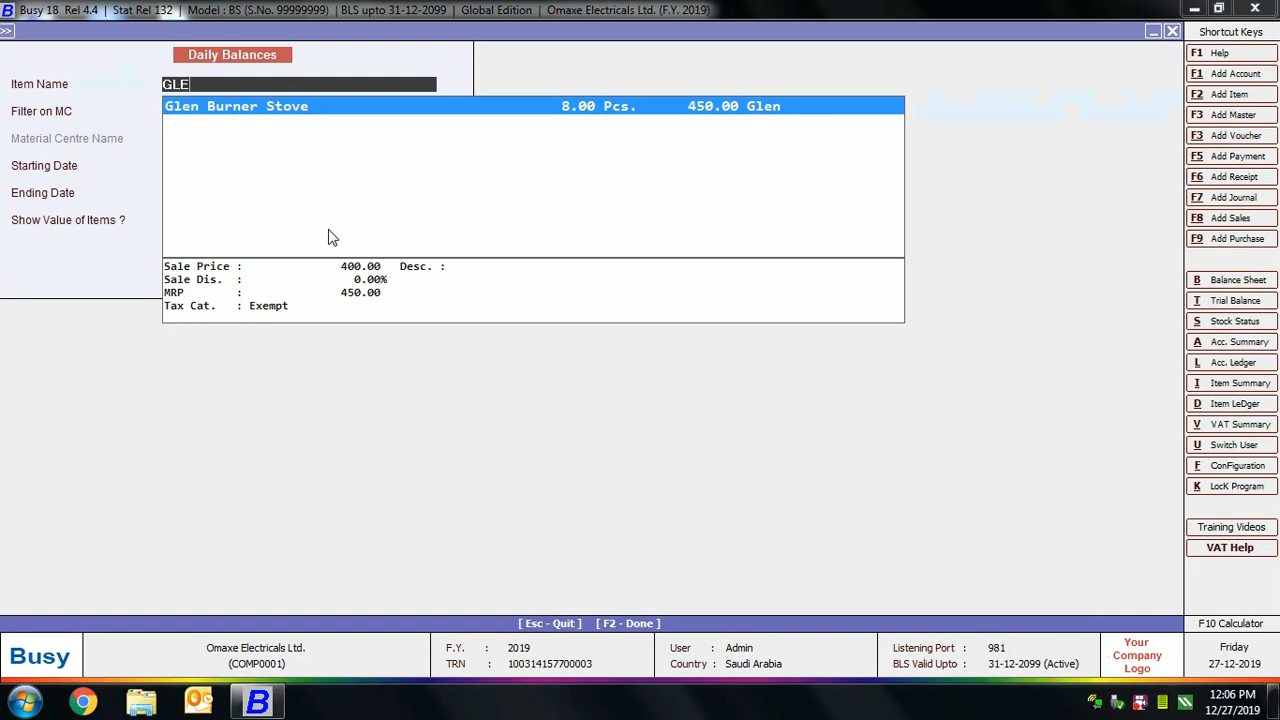 Busy 18 Rel 4.4 | Stat Rel 132 | Model : BS (S.No. 99999999) | BLS upto 31-12-2099 | Global Edition | Omaxe Electricals Ltd. (F.Y. 2019)
>>
Daily Balances
Item Name GLE
Filter on MC
Material Centre Name
Starting Date
Ending Date
Show Value of Items ?
Glen Burner Stove 8.00 Pcs. 450.00 Glen
Sale Price : 400.00 Desc. :
Sale Dis. : 0.00%
MRP : 450.00
Tax Cat. : Exempt
Shortcut Keys
F1 Help
F1 Add Account
F2 Add Item
F3 Add Master
F3 Add Voucher
F5 Add Payment
F6 Add Receipt
F7 Add Journal
F8 Add Sales
F9 Add Purchase
B Balance Sheet
T Trial Balance
S Stock Status
A Acc. Summary
L Acc. Ledger
I Item Summary
D Item LeDger
V VAT Summary
U Switch User
F ConFiguration
K LocK Program
Training Videos
VAT Help
[ Esc - Quit ] [ F2 - Done ]
F10 Calculator
Busy
Omaxe Electricals Ltd.
(COMP0001)
F.Y. : 2019
TRN : 100314157700003
User : Admin
Country : Saudi Arabia
Listening Port : 981
BLS Valid Upto : 31-12-2099 (Active)
Your
Company
Logo
Friday
27-12-2019
12:06 PM
12/27/2019